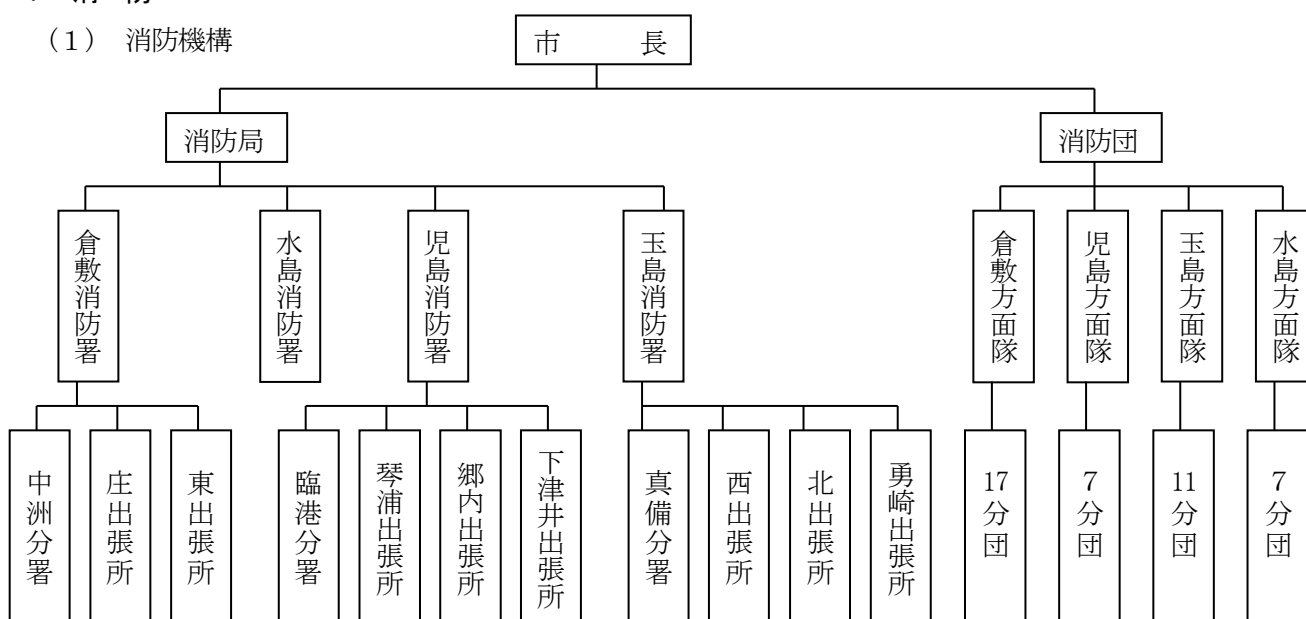 （1） 消防機構
市 長
消防局
消防団
倉敷消防署
水島消防署
児島消防署
玉島消防署
倉敷方面隊
児島方面隊
玉島方面隊
水島方面隊
中洲分署
庄出張所
東出張所
臨港分署
琴浦出張所
郷内出張所
下津井出張所
真備分署
西出張所
北出張所
勇崎出張所
17分団
7分団
11分団
7分団